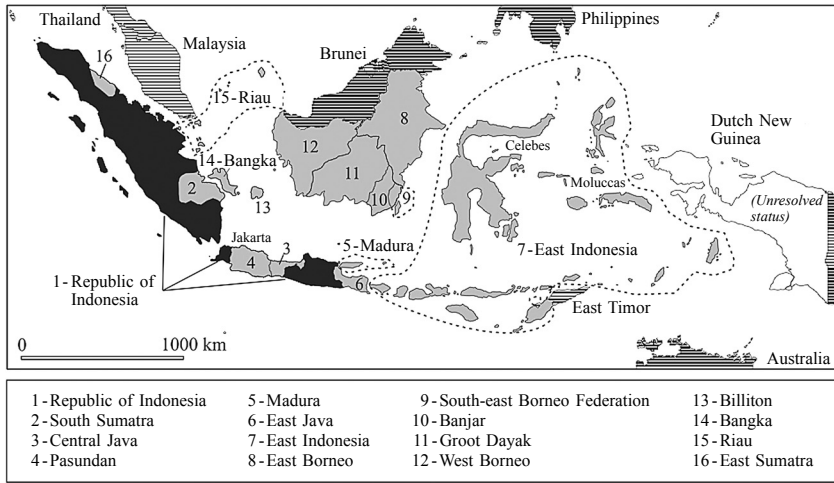 Thailand
Philippines
Malaysia
Brunei
16
15-Riau
8
Dutch New
Guinea
12
Celebes
14-Bangka
11
Moluccas
2
10
9
(Unresolved
status)
13
Jakarta
3
5-Madura
7-East Indonesia
4
1-Republic of
Indonesia
6
East Timor
0
1000 km
Australia
1-Republic of Indonesia
2-South Sumatra
3-Central Java
4-Pasundan
5-Madura
6-East Java
7-East Indonesia
8-East Borneo
9-South-east Borneo Federation
10-Banjar
11-Groot Dayak
12-West Borneo
13-Billiton
14-Bangka
15-Riau
16-East Sumatra